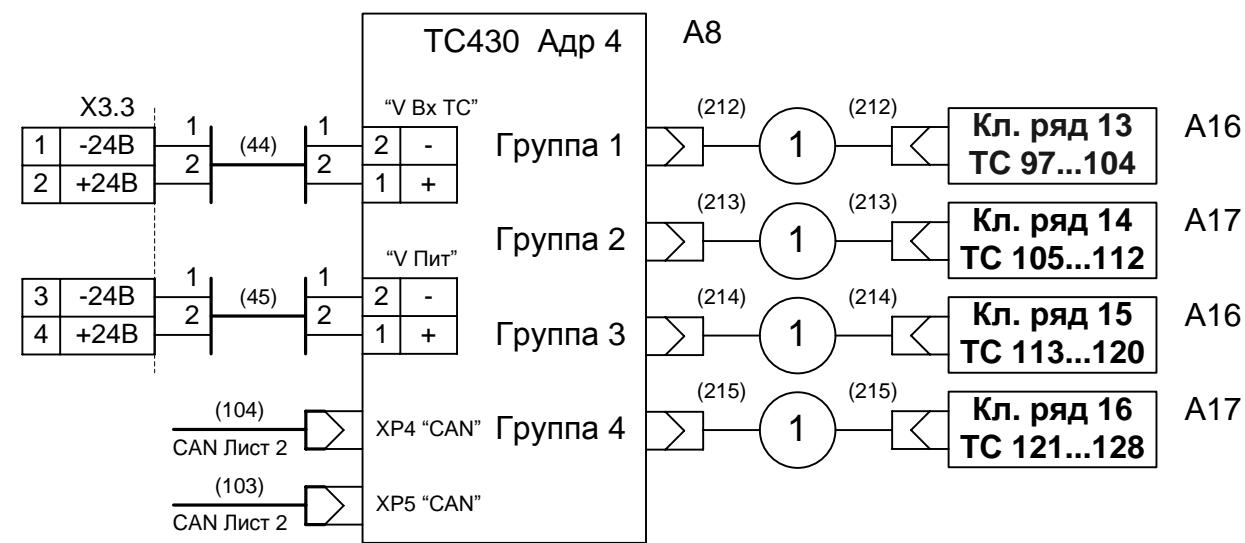 ТС430 Адр 4
А8
X3.3
1 -24В
2 +24В
1
2
(44)
1
2
“V Вх ТС”
2 -
1 +
3 -24В
4 +24В
1
2
(45)
1
2
“V Пит”
2 -
1 +
(104)
CAN Лист 2
XP4 “CAN”
(103)
CAN Лист 2
XP5 “CAN”
Группа 1
(212)
1
(212)
Кл. ряд 13
ТС 97...104
А16
Группа 2
(213)
1
(213)
Кл. ряд 14
ТС 105...112
А17
Группа 3
(214)
1
(214)
Кл. ряд 15
ТС 113...120
А16
Группа 4
(215)
1
(215)
Кл. ряд 16
ТС 121...128
А17